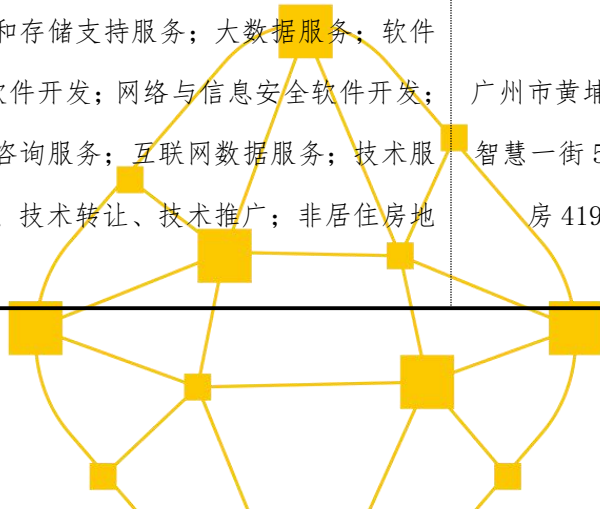 和存储支持服务；大数据服务；软件
软件开发；网络与信息安全软件开发；
咨询服务；互联网数据服务；技术服
、技术转让、技术推广；非居住房地
广州市黄埔
智慧一街 5
房 419